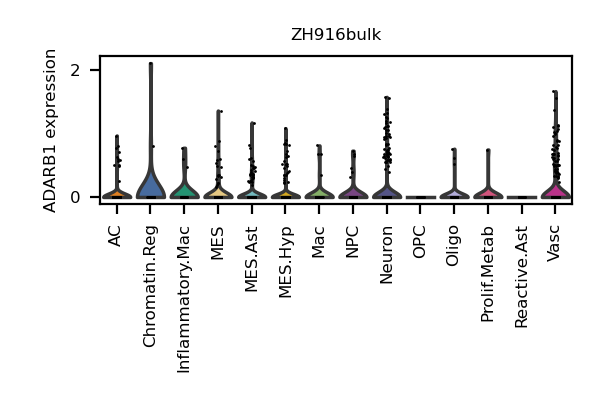 ZH916bulk
ADARB1 expression
2
0
AC
Chromatin.Reg
Inflammatory.Mac
MES
MES.Ast
MES.Hyp
Mac
NPC
Neuron
OPC
Oligo
Prolif.Metab
Reactive.Ast
Vasc